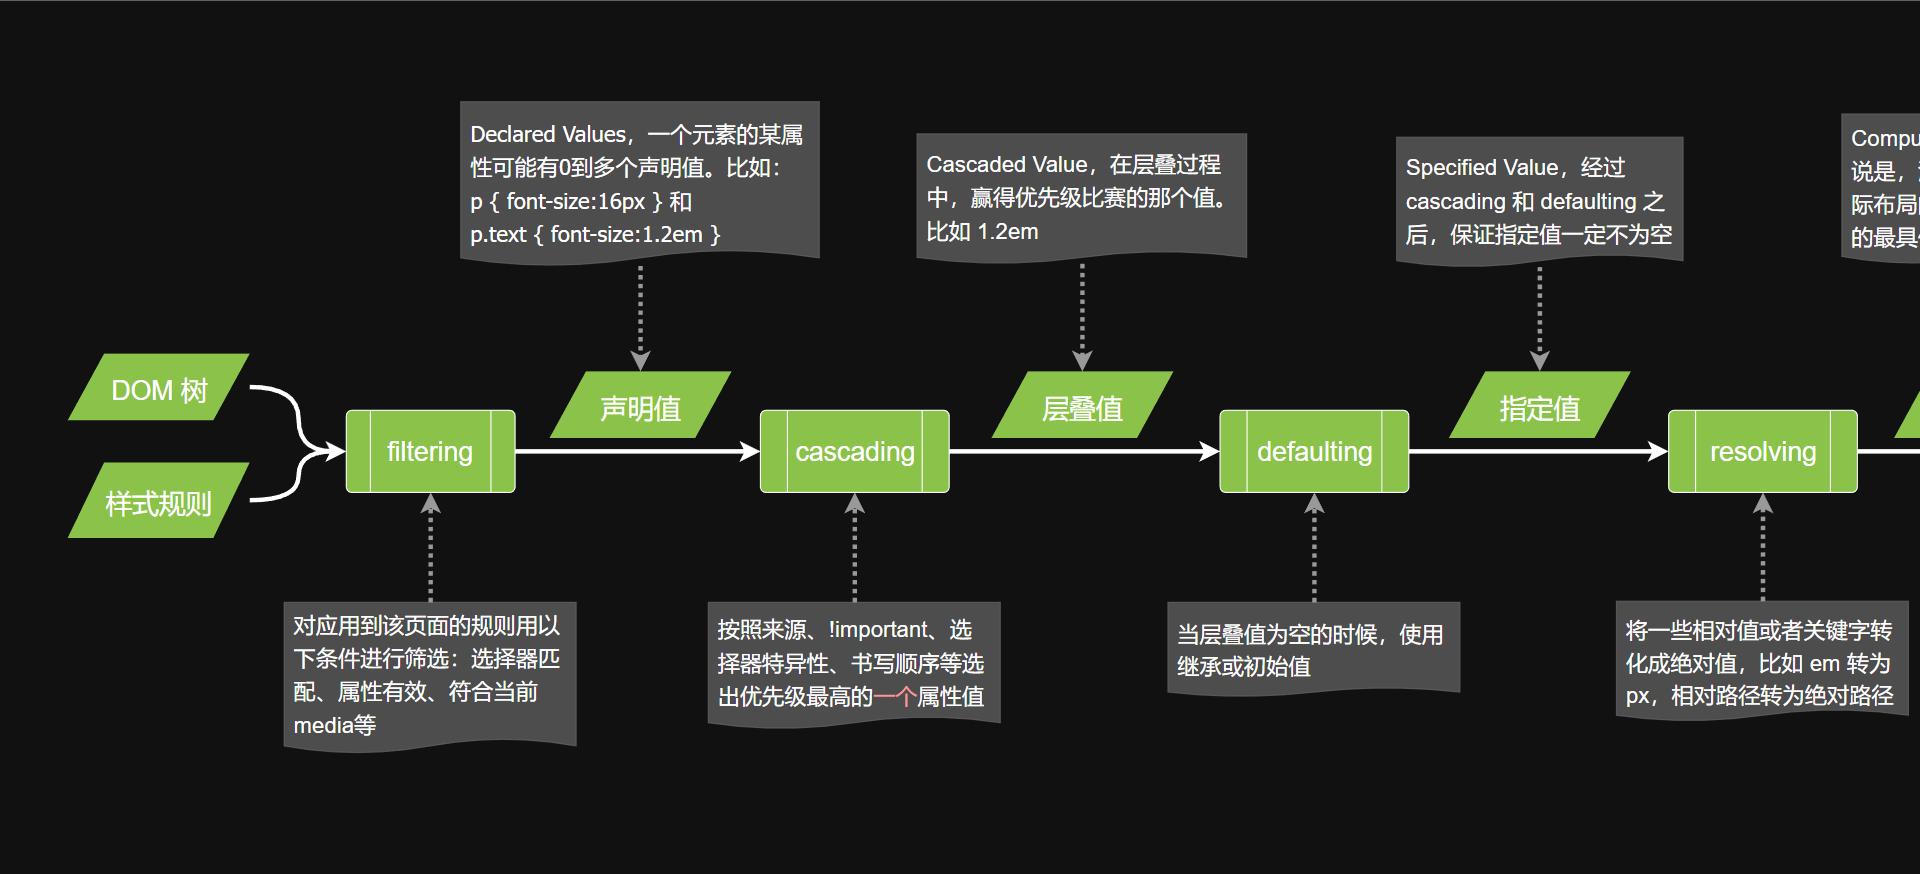 Declared Values，一个元素的某属
性可能有0到多个声明值。比如：
p { font-size:16px } 和
p.text { font-size:1.2em }
Cascaded Value，在层叠过程
中，赢得优先级比赛的那个值。
比如 1.2em
Specified Value，经过
cascading 和 defaulting 之
后，保证指定值一定不为空
Compu
说是，
际布局
的最具
DOM 树
样式规则
filtering
声明值
cascading
层叠值
defaulting
指定值
resolving
对应用到该页面的规则用以
下条件进行筛选：选择器匹
配、属性有效、符合当前
media等
按照来源、!important、选
择器特异性、书写顺序等选
出优先级最高的一个属性值
当层叠值为空的时候，使用
继承或初始值
将一些相对值或者关键字转
化成绝对值，比如 em 转为
px，相对路径转为绝对路径